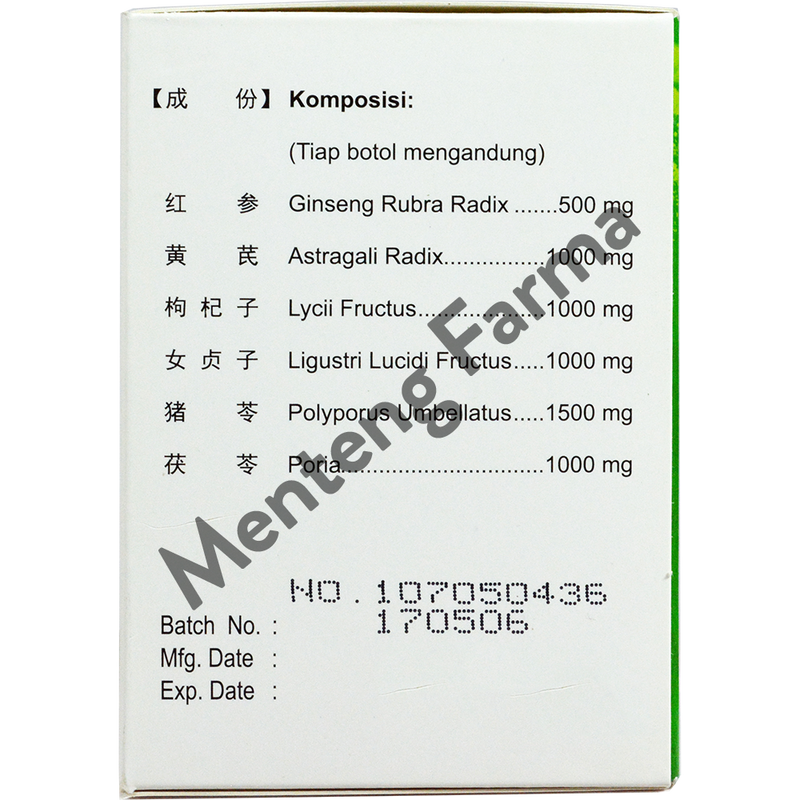 【成 份】 Komposisi:
(Tiap botol mengandung)
红 参 Ginseng Rubra Radix .......500 mg
黄 芪 Astragali Radix................1000 mg
枸 杞 子 Lycii Fructus....................1000 mg
女 贞 子 Ligustri Lucidi Fructus.....1000 mg
猪 苓 Polyporus Umbellatus.....1500 mg
茯 苓 Poria................................1000 mg
Menteng Farma
NO. 107050436
170506
Batch No. :
Mfg. Date :
Exp. Date :